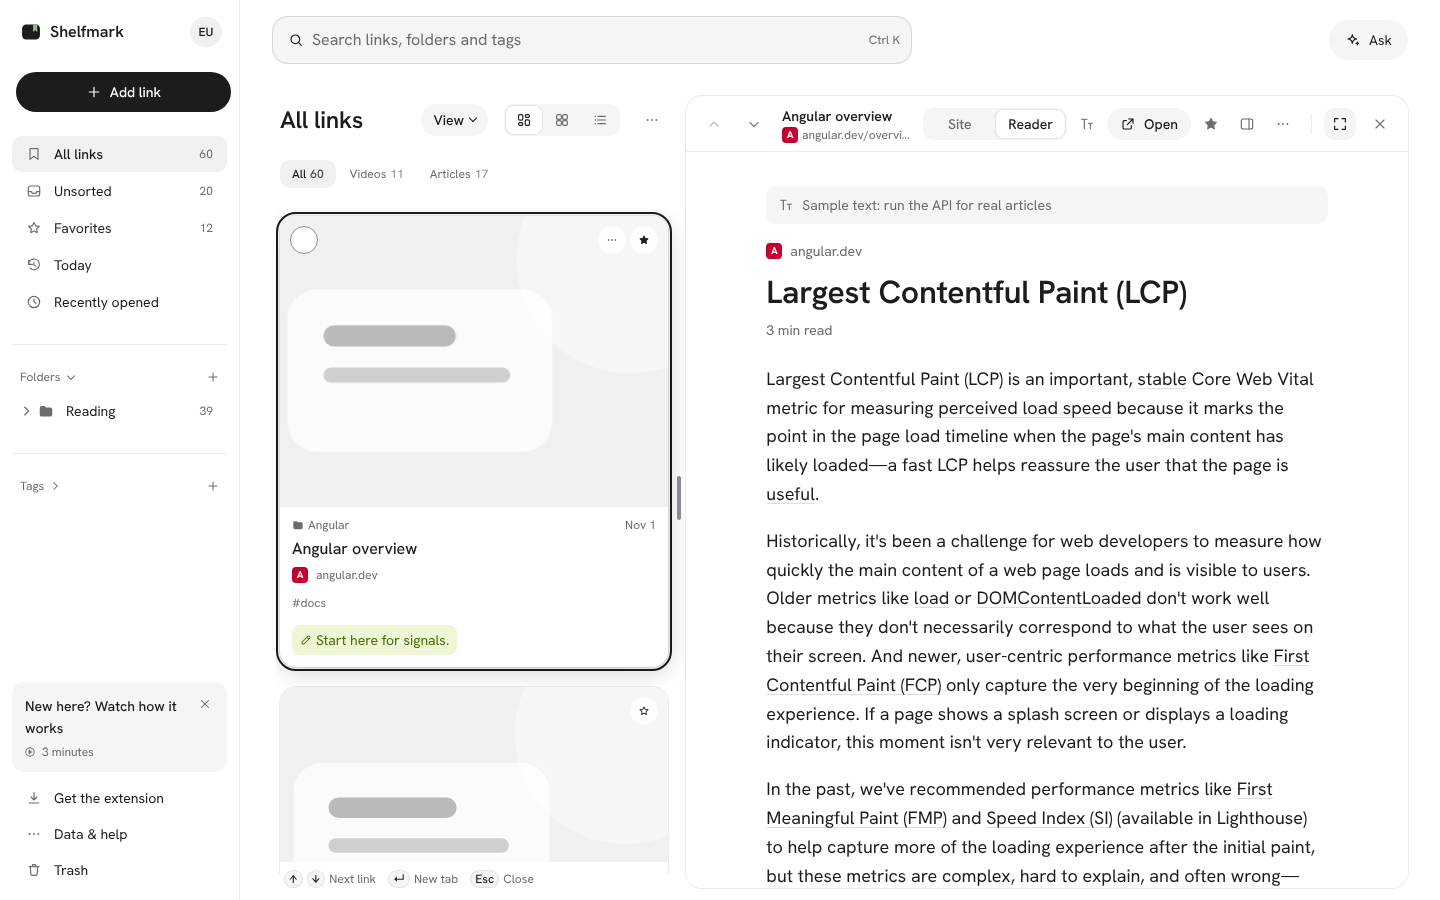 Shelfmark
EU
Add link
All links 60
Unsorted 20
Favorites 12
Today
Recently opened
Folders
Reading 39
Tags
New here? Watch how it
works
3 minutes
Get the extension
Data & help
Trash
Search links, folders and tags Ctrl K
Ask
All links
View
All 60 Videos 11 Articles 17
Angular Nov 1
Angular overview
A angular.dev
#docs
Start here for signals.
Next link New tab Esc Close
Angular overview
A angular.dev/overvi...
Site Reader Tт Open
Tт Sample text: run the API for real articles
A angular.dev
Largest Contentful Paint (LCP)
3 min read
Largest Contentful Paint (LCP) is an important, stable Core Web Vital
metric for measuring perceived load speed because it marks the
point in the page load timeline when the page's main content has
likely loaded—a fast LCP helps reassure the user that the page is
useful.
Historically, it's been a challenge for web developers to measure how
quickly the main content of a web page loads and is visible to users.
Older metrics like load or DOMContentLoaded don't work well
because they don't necessarily correspond to what the user sees on
their screen. And newer, user-centric performance metrics like First
Contentful Paint (FCP) only capture the very beginning of the loading
experience. If a page shows a splash screen or displays a loading
indicator, this moment isn't very relevant to the user.
In the past, we've recommended performance metrics like First
Meaningful Paint (FMP) and Speed Index (SI) (available in Lighthouse)
to help capture more of the loading experience after the initial paint,
but these metrics are complex, hard to explain, and often wrong—